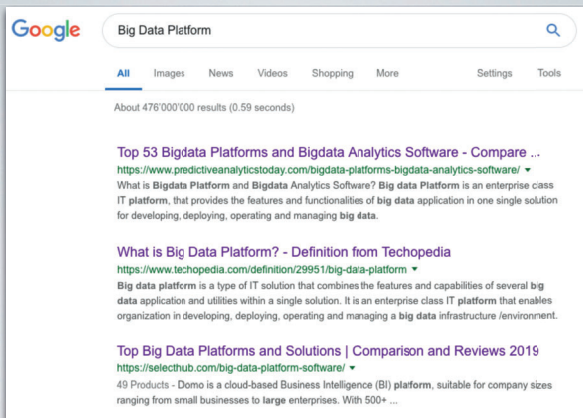 Google
Big Data Platform
All Images News Videos Shopping More Settings Tools
About 476'000'000 results (0.59 seconds)
Top 53 Bigdata Platforms and Bigdata Analytics Software - Compare ...
https://www.predictiveanalyticstoday.com/bigdata-platforms-bigdata-analytics-software/
What is Bigdata Platform and Bigdata Analytics Software? Big data Platform is an enterprise class
IT platform, that provides the features and functionalities of big data application in one single solution
for developing, deploying, operating and managing big data.
What is Big Data Platform? - Definition from Techopedia
https://www.techopedia.com/definition/29951/big-data-platform
Big data platform is a type of IT solution that combines the features and capabilities of several big
data application and utilities within a single solution. It is an enterprise class IT platform that enables
organization in developing, deploying, operating and managing a big data infrastructure /environment.
Top Big Data Platforms and Solutions | Comparison and Reviews 2019
https://selecthub.com/big-data-platform-software/
49 Products - Domo is a cloud-based Business Intelligence (BI) platform, suitable for company sizes
ranging from small businesses to large enterprises. With 500+ ...